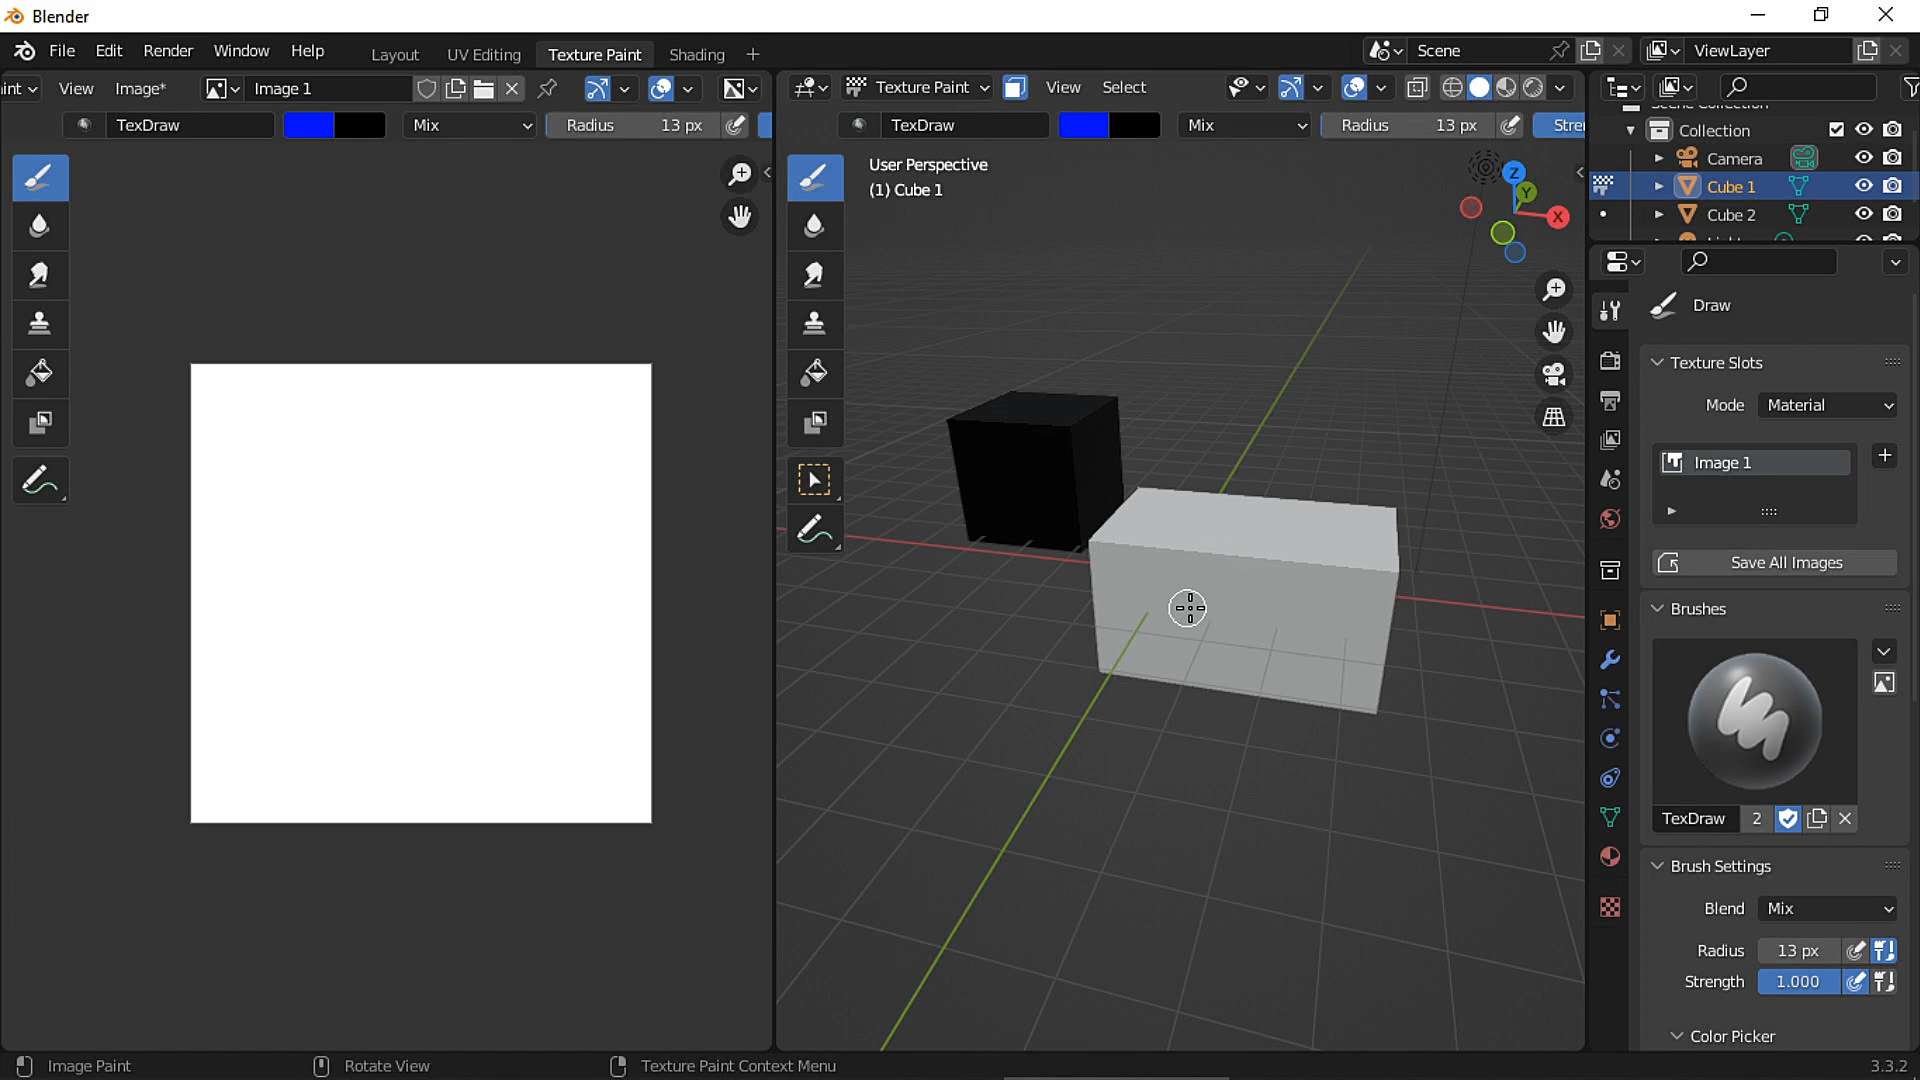 Blender
File Edit Render Window Help Layout UV Editing Texture Paint Shading + Scene ViewLayer
int View Image* Image 1 Texture Paint View Select
TexDraw Mix Radius 13 px TexDraw Mix Radius 13 px Stre
User Perspective
(1) Cube 1
Z
Y
X
Scene Collection
Collection
Camera
Cube 1
Cube 2
Draw
Texture Slots
Mode Material
Image 1
Save All Images
Brushes
TexDraw 2
Brush Settings
Blend Mix
Radius 13 px
Strength 1.000
Color Picker
Image Paint Rotate View Texture Paint Context Menu 3.3.2